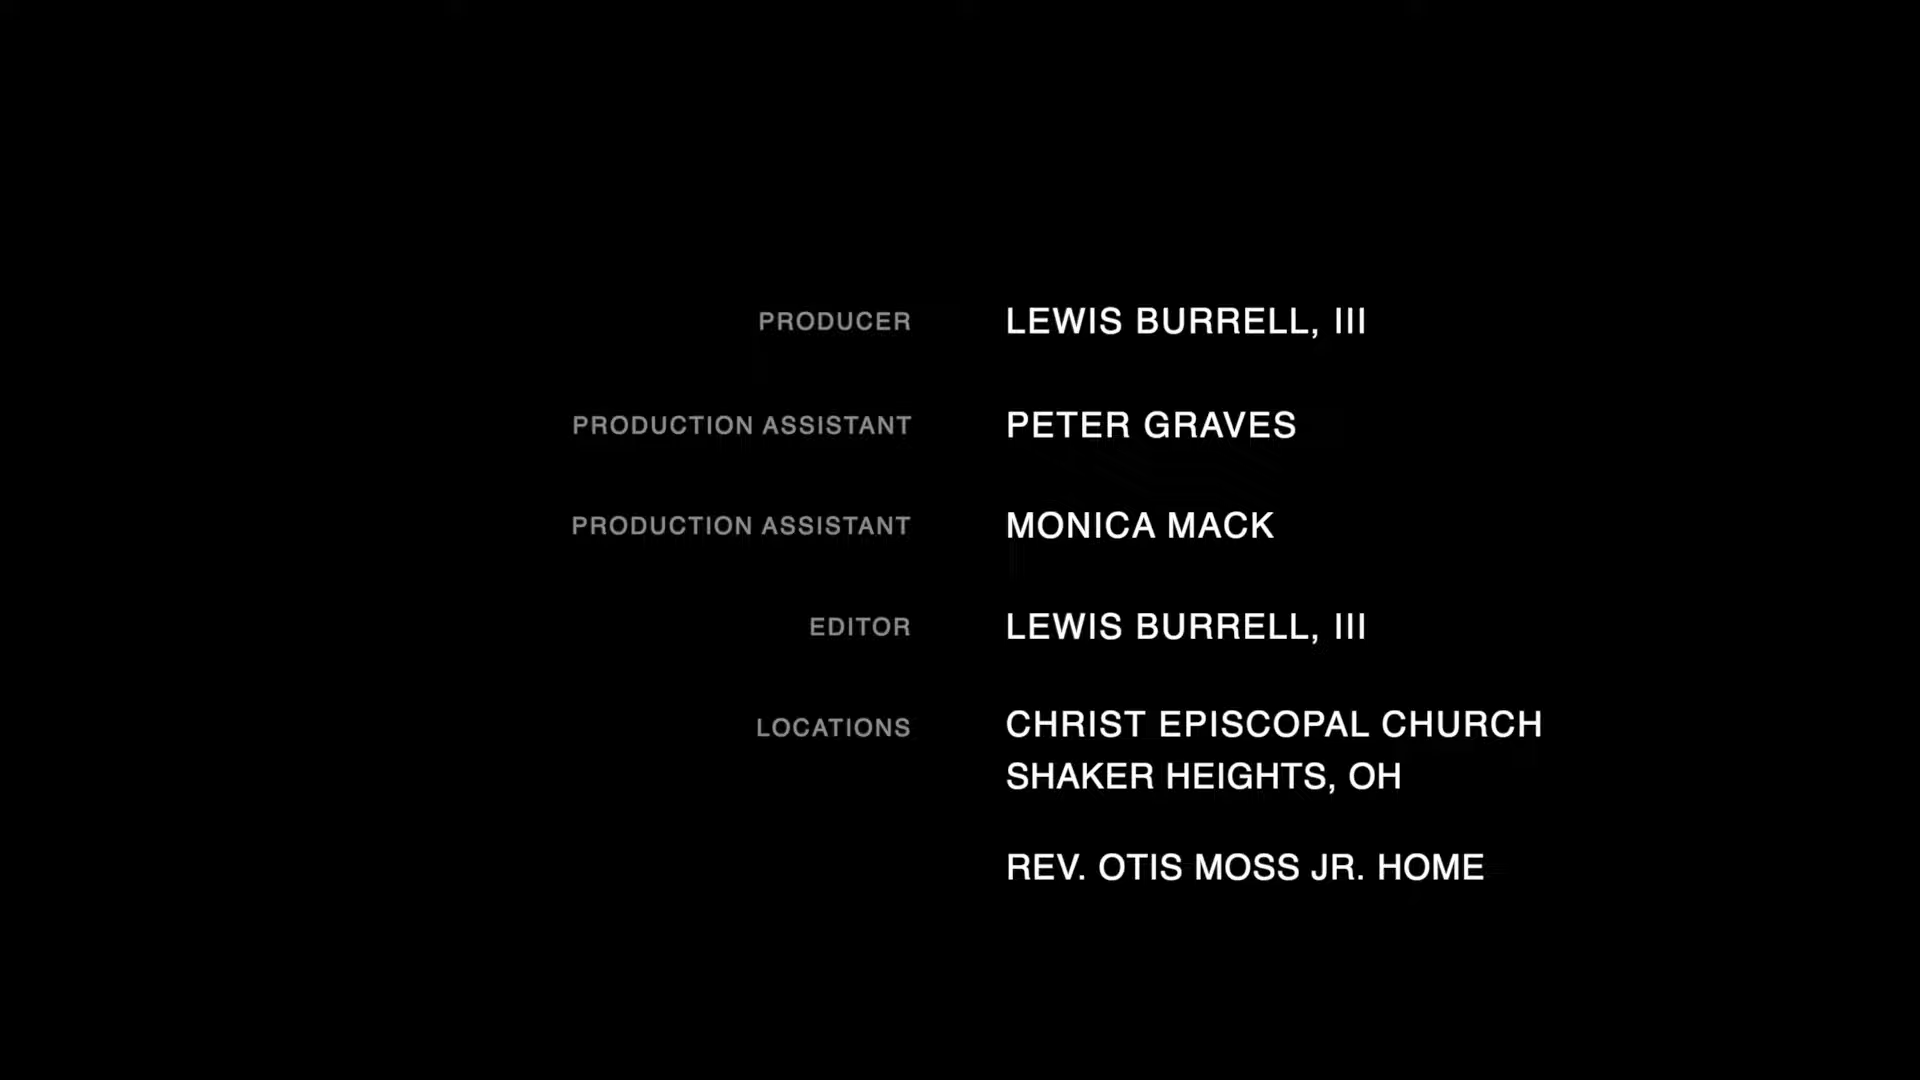 PRODUCER LEWIS BURRELL, III
PRODUCTION ASSISTANT PETER GRAVES
PRODUCTION ASSISTANT MONICA MACK
EDITOR LEWIS BURRELL, III
LOCATIONS CHRIST EPISCOPAL CHURCH
SHAKER HEIGHTS, OH
REV. OTIS MOSS JR. HOME